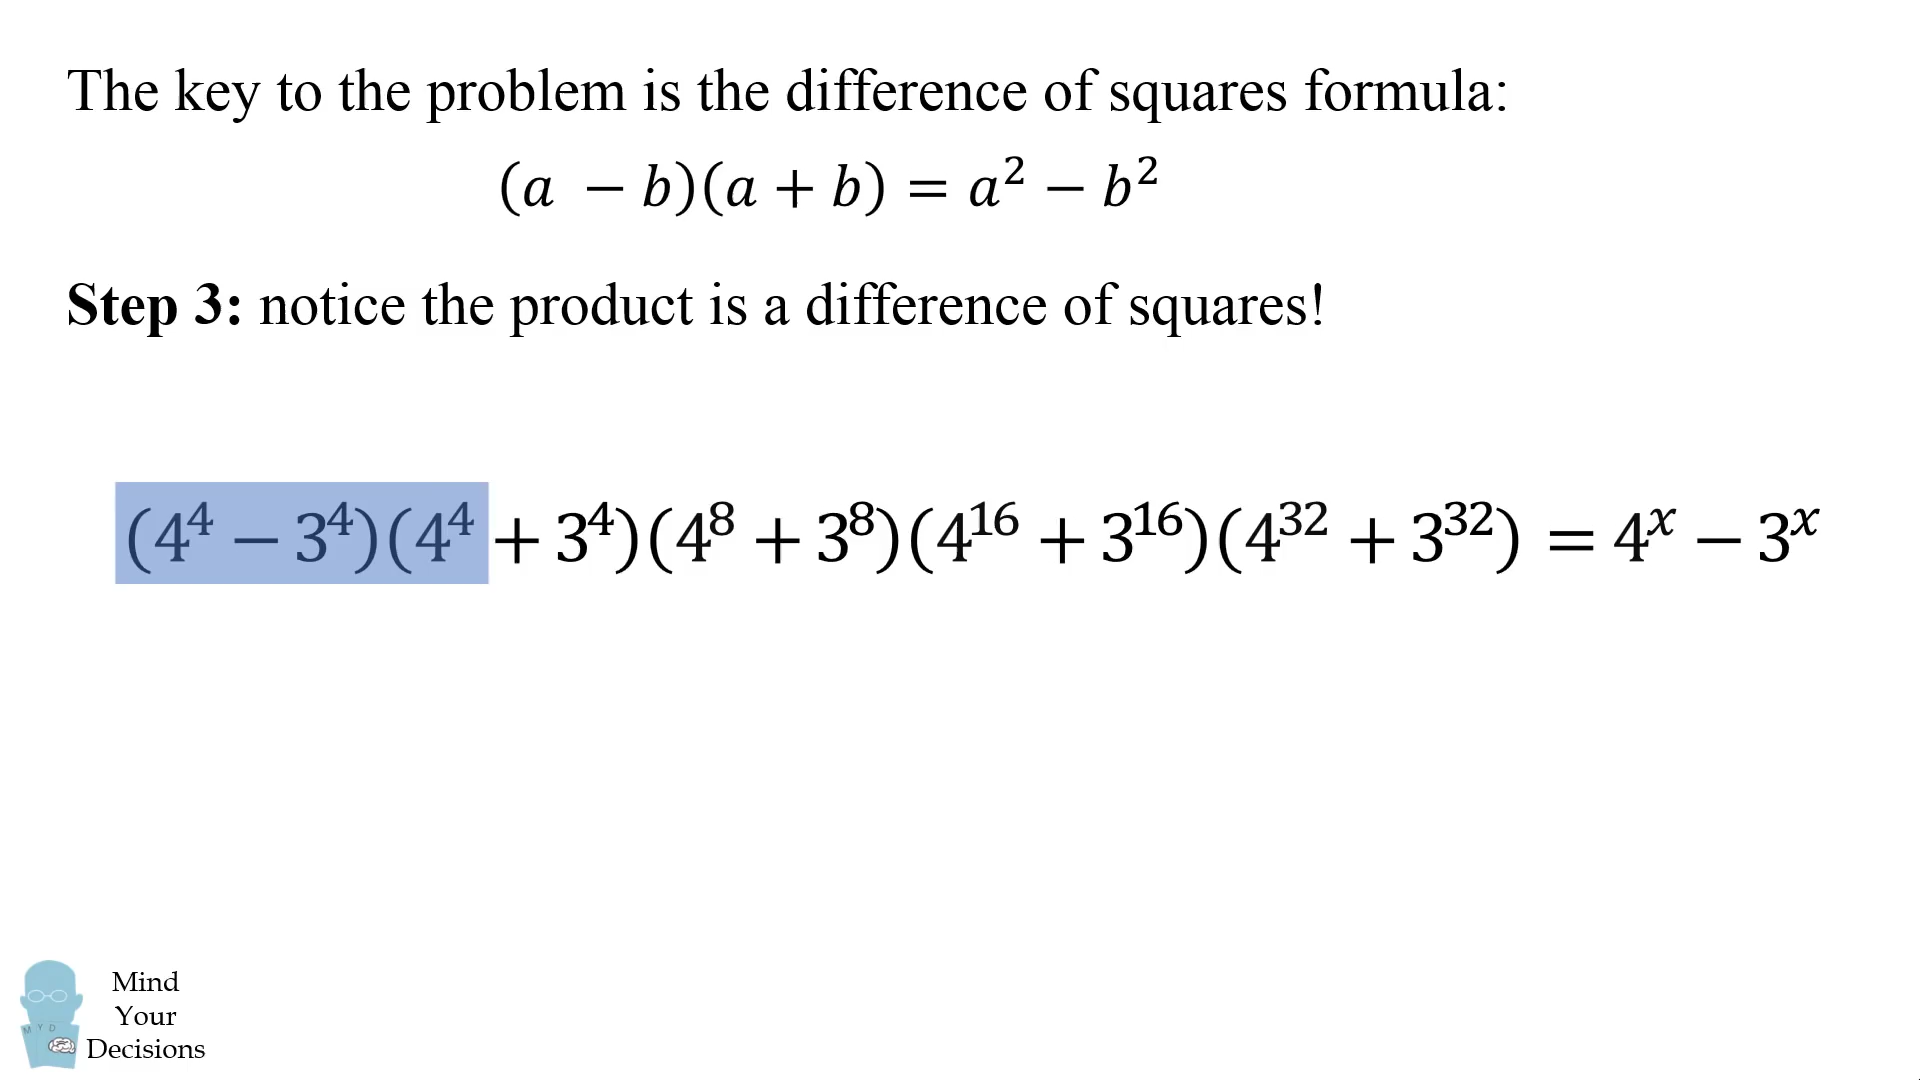 The key to the problem is the difference of squares formula:
(a − b)(a + b) = a² − b²
Step 3: notice the product is a difference of squares!
(4⁴ − 3⁴)(4⁴ + 3⁴)(4⁸ + 3⁸)(4¹⁶ + 3¹⁶)(4³² + 3³²) = 4ˣ − 3ˣ
M Y D
Mind
Your
Decisions